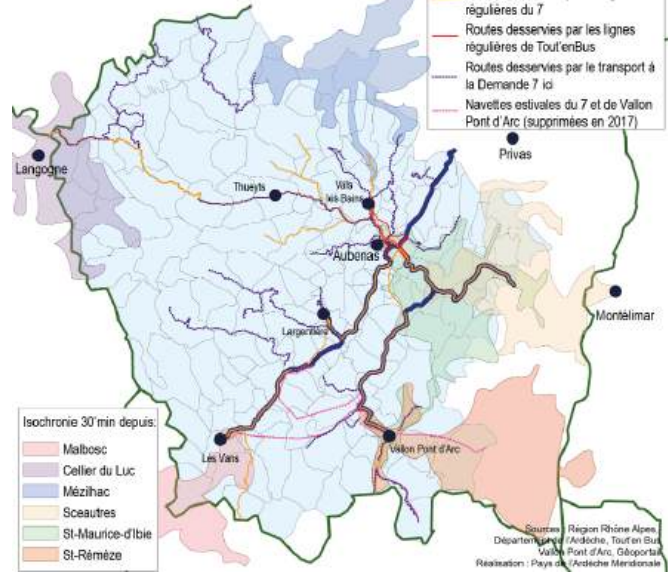 régulières du 7
Routes desservies par les lignes
régulières de Tout'enBus
Routes desservies par le transport à
la Demande 7 ici
Navettes estivales du 7 et de Vallon
Pont d'Arc (supprimées en 2017)
Privas
Langogne
Thueyts
Vals
les Bains
Aubenas
Montélimar
Largentière
Isochronie 30'min depuis:
Malbosc
Cellier du Luc
Mézilhac
Sceautres
St-Maurice-d'Ibie
St-Rémèze
Les Vans
Vallon Pont d'Arc
Sources : Région Rhône Alpes,
Département de l'Ardèche, Tout'en Bus
Vallon Pont d'Arc, Géoportail
Réalisation : Pays de l'Ardèche Méridionale